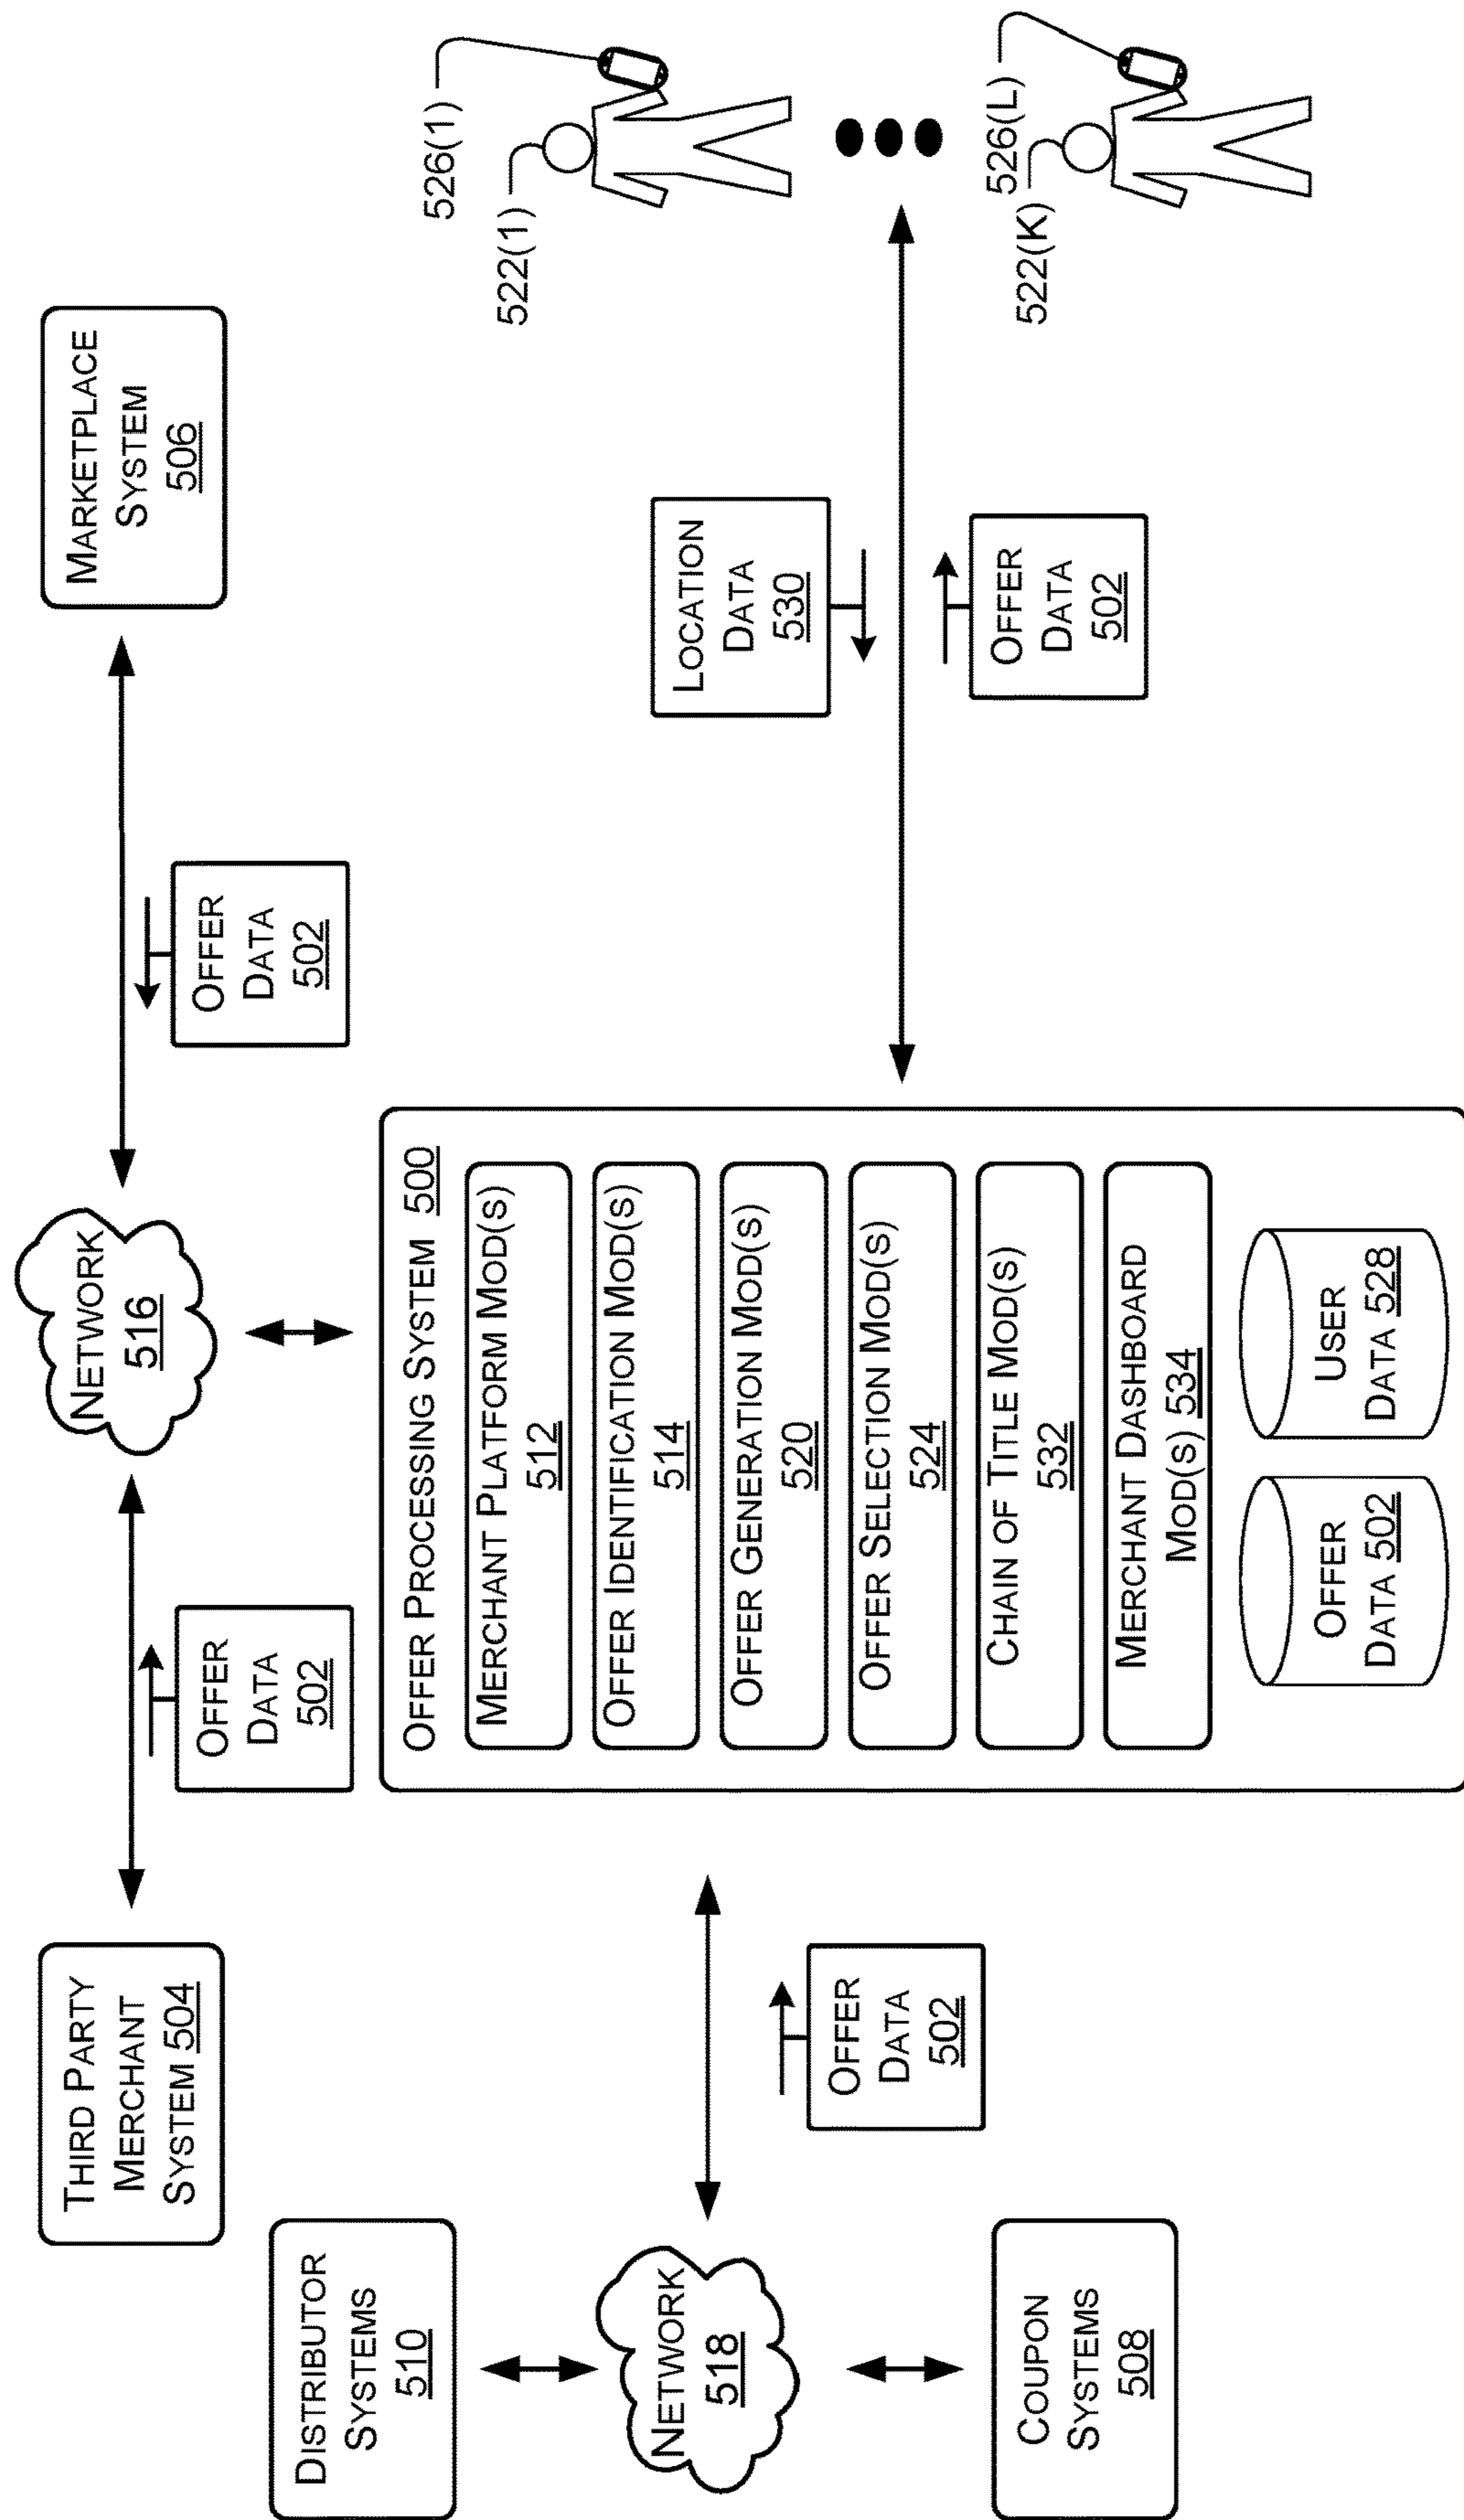 THIRD PARTY
MERCHANT
SYSTEM 504
OFFER
DATA
502
NETWORK
516
OFFER
DATA
502
MARKETPLACE
SYSTEM
506
DISTRIBUTOR
SYSTEMS
510
NETWORK
518
COUPON
SYSTEMS
508
OFFER
DATA
502
OFFER PROCESSING SYSTEM 500
MERCHANT PLATFORM MOD(S)
512
OFFER IDENTIFICATION MOD(S)
514
OFFER GENERATION MOD(S)
520
OFFER SELECTION MOD(S)
524
CHAIN OF TITLE MOD(S)
532
MERCHANT DASHBOARD
MOD(S) 534
OFFER
DATA 502
USER
DATA 528
LOCATION
DATA
530
OFFER
DATA
502
526(1)
522(1)
526(L)
522(K)